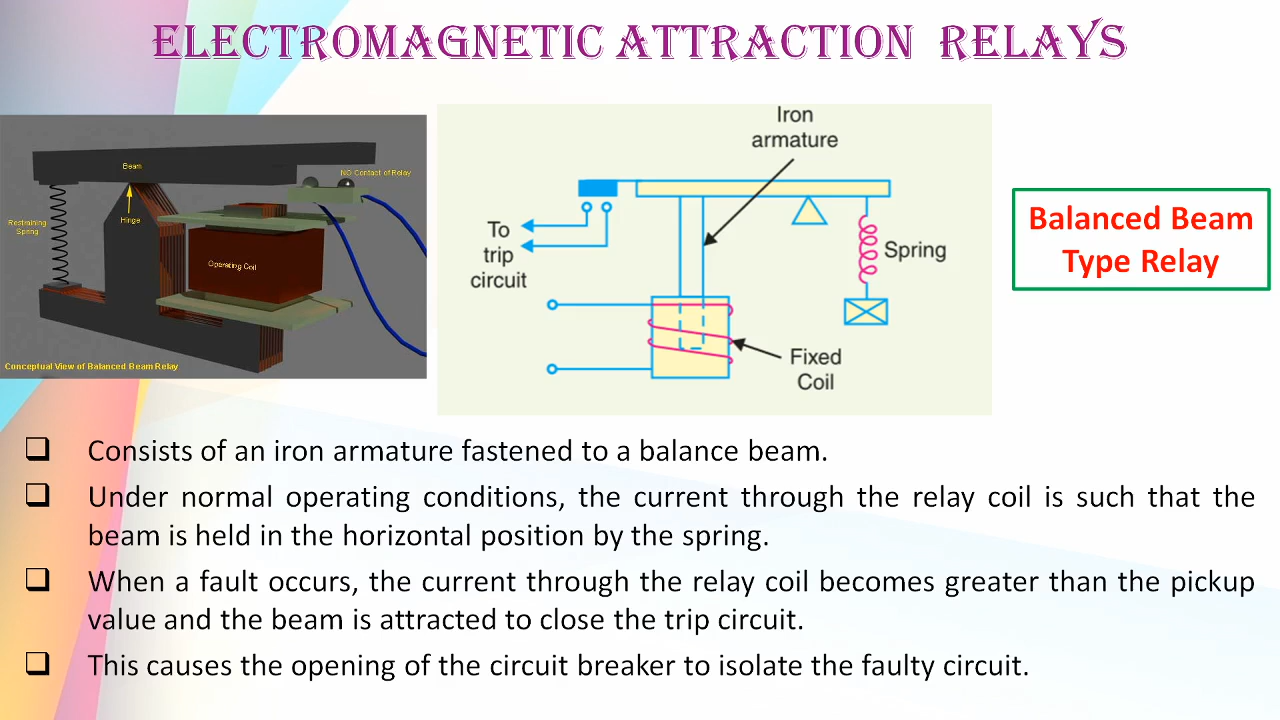 ELECTROMAGNETIC ATTRACTION RELAYS
Beam
NO Contact of Relay
Restraining
Spring
Hinge
Operating Coil
Conceptual View of Balanced Beam Relay
Iron
armature
To
trip
circuit
Spring
Fixed
Coil
Balanced Beam
Type Relay
Consists of an iron armature fastened to a balance beam.
Under normal operating conditions, the current through the relay coil is such that the
beam is held in the horizontal position by the spring.
When a fault occurs, the current through the relay coil becomes greater than the pickup
value and the beam is attracted to close the trip circuit.
This causes the opening of the circuit breaker to isolate the faulty circuit.